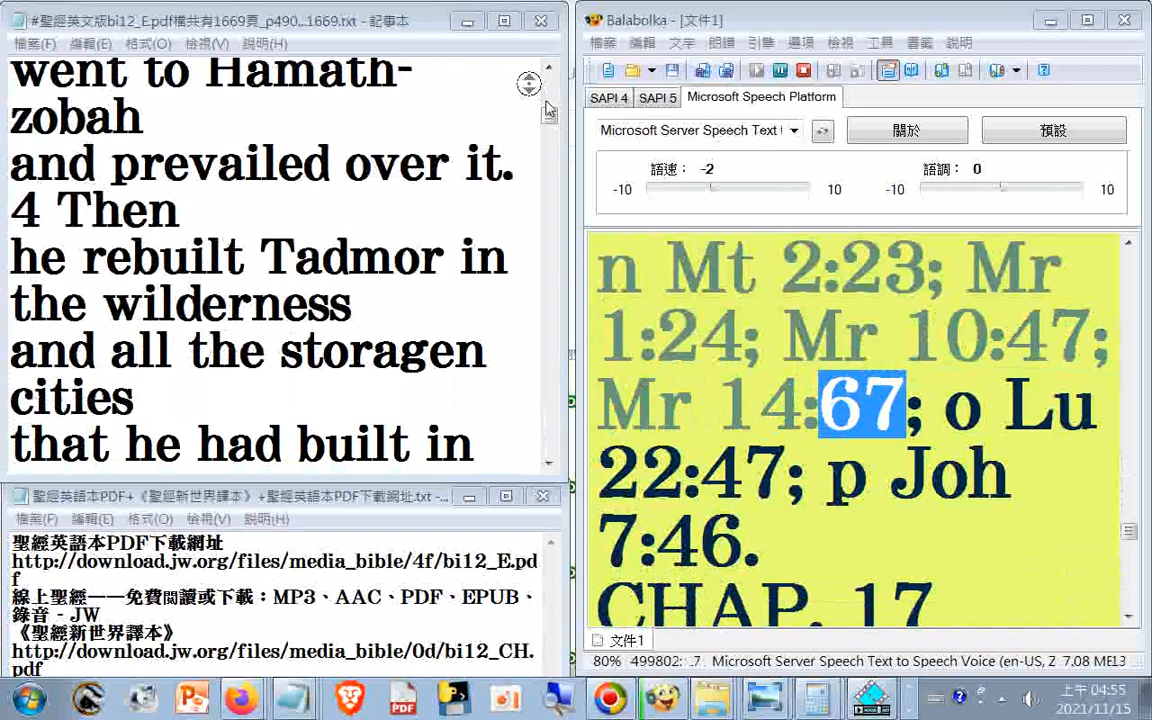 #聖經英文版bi12_E.pdf檔共有1669頁_p490...1669.txt - 記事本
檔案(F) 編輯(E) 格式(O) 檢視(V) 說明(H)
went to Hamath-
zobah
and prevailed over it.
4 Then
he rebuilt Tadmor in
the wilderness
and all the storagen
cities
that he had built in
聖經英語本PDF+《聖經新世界譯本》+聖經英語本PDF下載網址.txt -...
檔案(F) 編輯(E) 格式(O) 檢視(V) 說明(H)
聖經英語本PDF下載網址
http://download.jw.org/files/media_bible/4f/bi12_E.pd
f
線上聖經——免費閱讀或下載：MP3、AAC、PDF、EPUB、
錄音 - JW
《聖經新世界譯本》
http://download.jw.org/files/media_bible/0d/bi12_CH.
pdf
Balabolka - [文件1]
檔案 編輯 文字 朗讀 引擎 選項 檢視 工具 書籤 說明
SAPI 4 SAPI 5 Microsoft Speech Platform
Microsoft Server Speech Text 關於 預設
語速： -2 語調： 0
-10 10 -10 10
n Mt 2:23; Mr
1:24; Mr 10:47;
Mr 14:67; o Lu
22:47; p Joh
7:46.
CHAP. 17
文件1
80% 499802: .7 Microsoft Server Speech Text to Speech Voice (en-US, Z 7.08 ME13
PDF
上午 04:55
2021/11/15